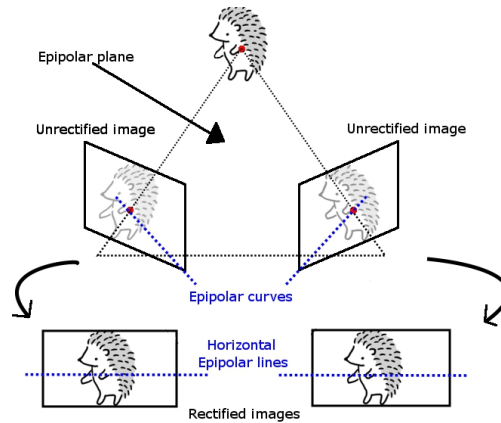 Epipolar plane
Unrectified image
Unrectified image
Epipolar curves
Horizontal
Epipolar lines
Rectified images